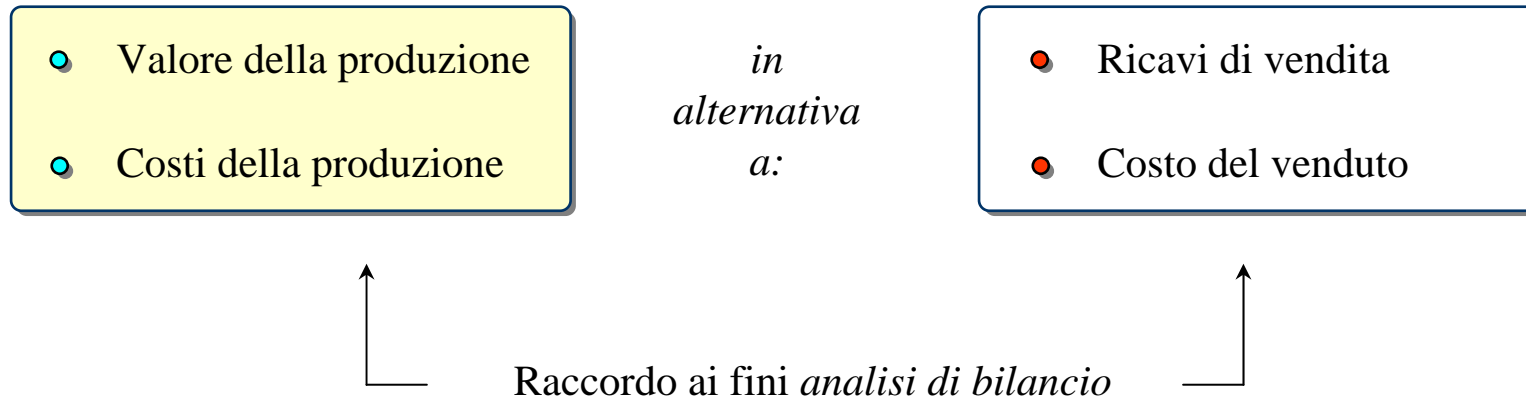 Valore della produzione
Costi della produzione
in
alternativa
a:
Ricavi di vendita
Costo del venduto
Raccordo ai fini analisi di bilancio